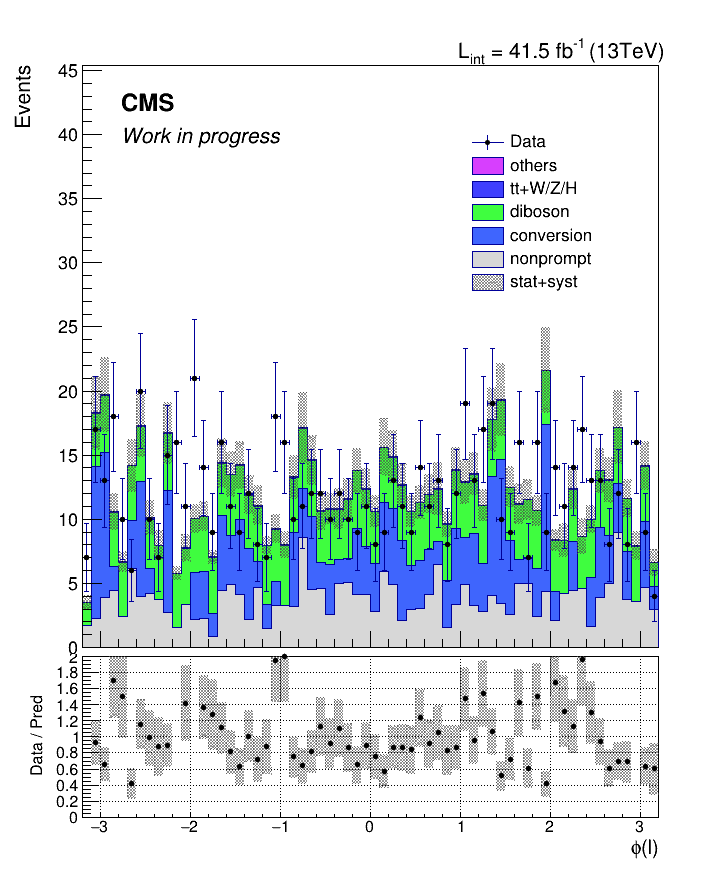 L_int = 41.5 fb^-1 (13TeV)
Events
45
40
35
30
25
20
15
10
5
0
CMS
Work in progress
Data
others
tt+W/Z/H
diboson
conversion
nonprompt
stat+syst
Data / Pred
2
1.8
1.6
1.4
1.2
1
0.8
0.6
0.4
0.2
0
−3 −2 −1 0 1 2 3
ϕ(l)